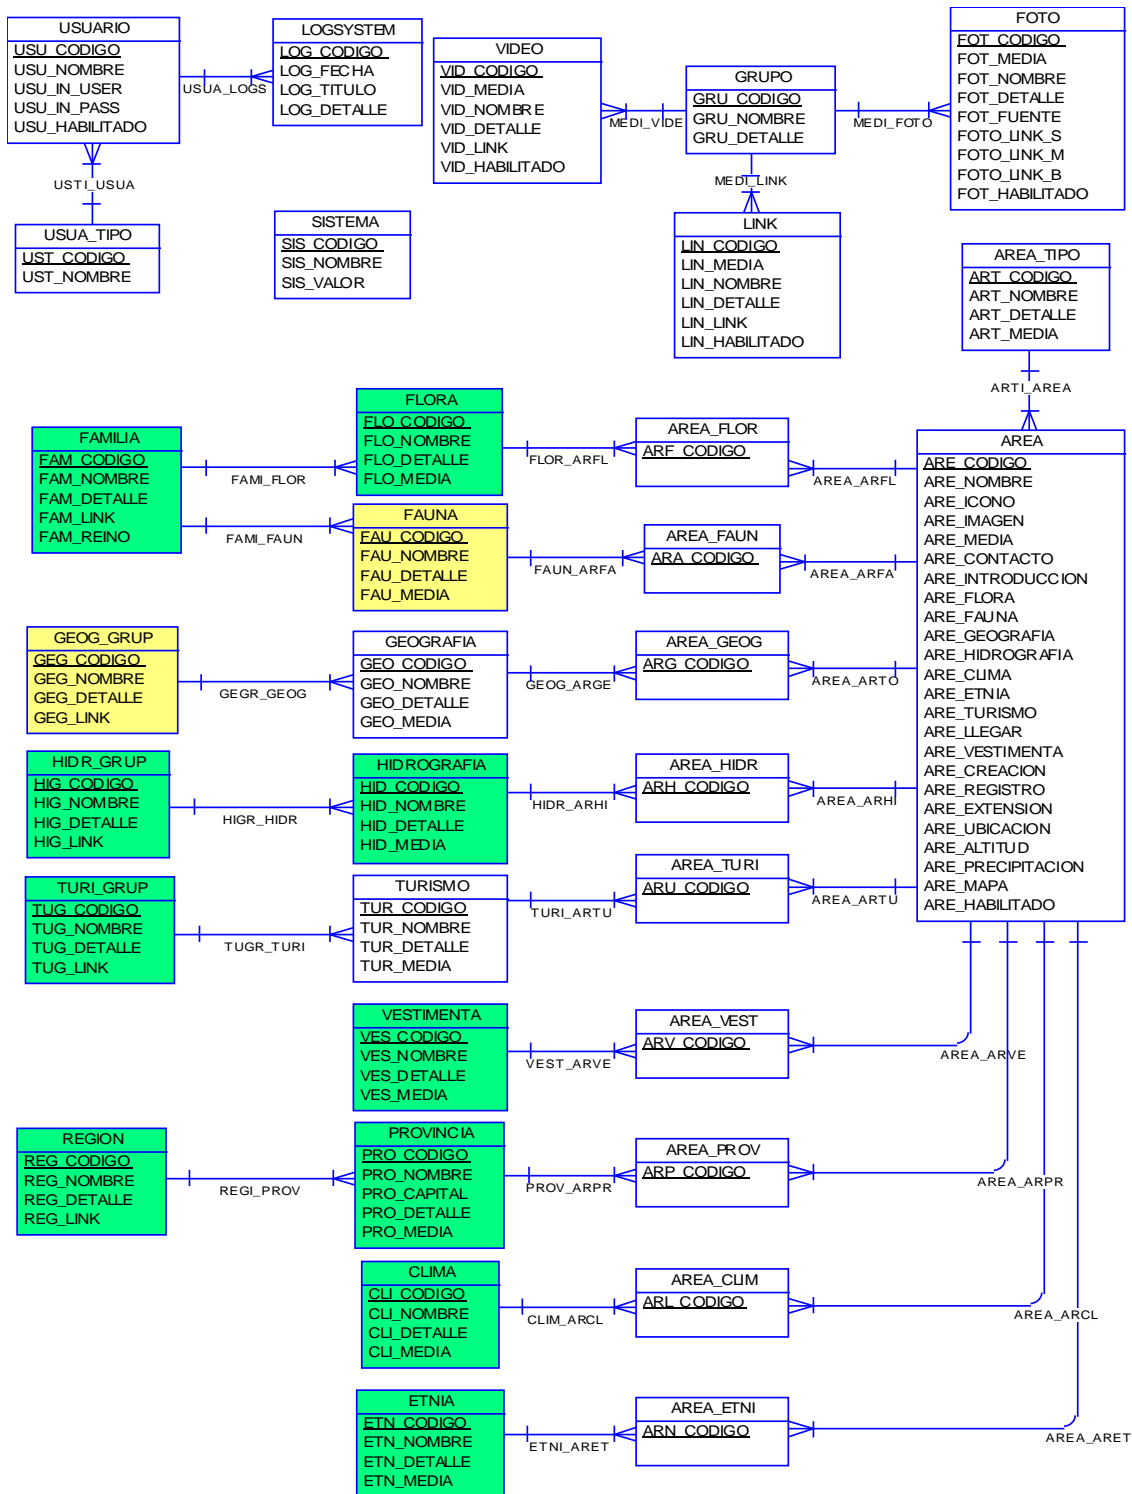 USUARIO
USU_CODIGO
USU_NOMBRE
USU_IN_USER
USU_IN_PASS
USU_HABILITADO
USUA_LOGS
LOGSYSTEM
LOG_CODIGO
LOG_FECHA
LOG_TITULO
LOG_DETALLE
VIDEO
VID_CODIGO
VID_MEDIA
VID_NOMBRE
VID_DETALLE
VID_LINK
VID_HABILITADO
MEDI_VIDE
GRUPO
GRU_CODIGO
GRU_NOMBRE
GRU_DETALLE
MEDI_FOTO
FOTO
FOT_CODIGO
FOT_MEDIA
FOT_NOMBRE
FOT_DETALLE
FOT_FUENTE
FOTO_LINK_S
FOTO_LINK_M
FOTO_LINK_B
FOT_HABILITADO
USTI_USUA
USUA_TIPO
UST_CODIGO
UST_NOMBRE
SISTEMA
SIS_CODIGO
SIS_NOMBRE
SIS_VALOR
MEDI_LINK
LINK
LIN_CODIGO
LIN_MEDIA
LIN_NOMBRE
LIN_DETALLE
LIN_LINK
LIN_HABILITADO
AREA_TIPO
ART_CODIGO
ART_NOMBRE
ART_DETALLE
ART_MEDIA
ARTI_AREA
FAMILIA
FAM_CODIGO
FAM_NOMBRE
FAM_DETALLE
FAM_LINK
FAM_REINO
FAMI_FLOR
FAMI_FAUN
FLORA
FLO_CODIGO
FLO_NOMBRE
FLO_DETALLE
FLO_MEDIA
FLOR_ARFL
AREA_FLOR
ARF_CODIGO
AREA_ARFL
FAUNA
FAU_CODIGO
FAU_NOMBRE
FAU_DETALLE
FAU_MEDIA
FAUN_ARFA
AREA_FAUN
ARA_CODIGO
AREA_ARFA
AREA
ARE_CODIGO
ARE_NOMBRE
ARE_ICONO
ARE_IMAGEN
ARE_MEDIA
ARE_CONTACTO
ARE_INTRODUCCION
ARE_FLORA
ARE_FAUNA
ARE_GEOGRAFIA
ARE_HIDROGRAFIA
ARE_CLIMA
ARE_ETNIA
ARE_TURISMO
ARE_LLEGAR
ARE_VESTIMENTA
ARE_CREACION
ARE_REGISTRO
ARE_EXTENSION
ARE_UBICACION
ARE_ALTITUD
ARE_PRECIPITACION
ARE_MAPA
ARE_HABILITADO
GEOG_GRUP
GEG_CODIGO
GEG_NOMBRE
GEG_DETALLE
GEG_LINK
GEGR_GEOG
GEOGRAFIA
GEO_CODIGO
GEO_NOMBRE
GEO_DETALLE
GEO_MEDIA
GEOG_ARGE
AREA_GEOG
ARG_CODIGO
AREA_ARTO
HIDR_GRUP
HIG_CODIGO
HIG_NOMBRE
HIG_DETALLE
HIG_LINK
HIGR_HIDR
HIDROGRAFIA
HID_CODIGO
HID_NOMBRE
HID_DETALLE
HID_MEDIA
HIDR_ARHI
AREA_HIDR
ARH_CODIGO
AREA_ARHI
TURI_GRUP
TUG_CODIGO
TUG_NOMBRE
TUG_DETALLE
TUG_LINK
TUGR_TURI
TURISMO
TUR_CODIGO
TUR_NOMBRE
TUR_DETALLE
TUR_MEDIA
TURI_ARTU
AREA_TURI
ARU_CODIGO
AREA_ARTU
VESTIMENTA
VES_CODIGO
VES_NOMBRE
VES_DETALLE
VES_MEDIA
VEST_ARVE
AREA_VEST
ARV_CODIGO
AREA_ARVE
REGION
REG_CODIGO
REG_NOMBRE
REG_DETALLE
REG_LINK
REGI_PROV
PROVINCIA
PRO_CODIGO
PRO_NOMBRE
PRO_CAPITAL
PRO_DETALLE
PRO_MEDIA
PROV_ARPR
AREA_PROV
ARP_CODIGO
AREA_ARPR
CLIMA
CLI_CODIGO
CLI_NOMBRE
CLI_DETALLE
CLI_MEDIA
CLIM_ARCL
AREA_CLIM
ARL_CODIGO
AREA_ARCL
ETNIA
ETN_CODIGO
ETN_NOMBRE
ETN_DETALLE
ETN_MEDIA
ETNI_ARET
AREA_ETNI
ARN_CODIGO
AREA_ARET